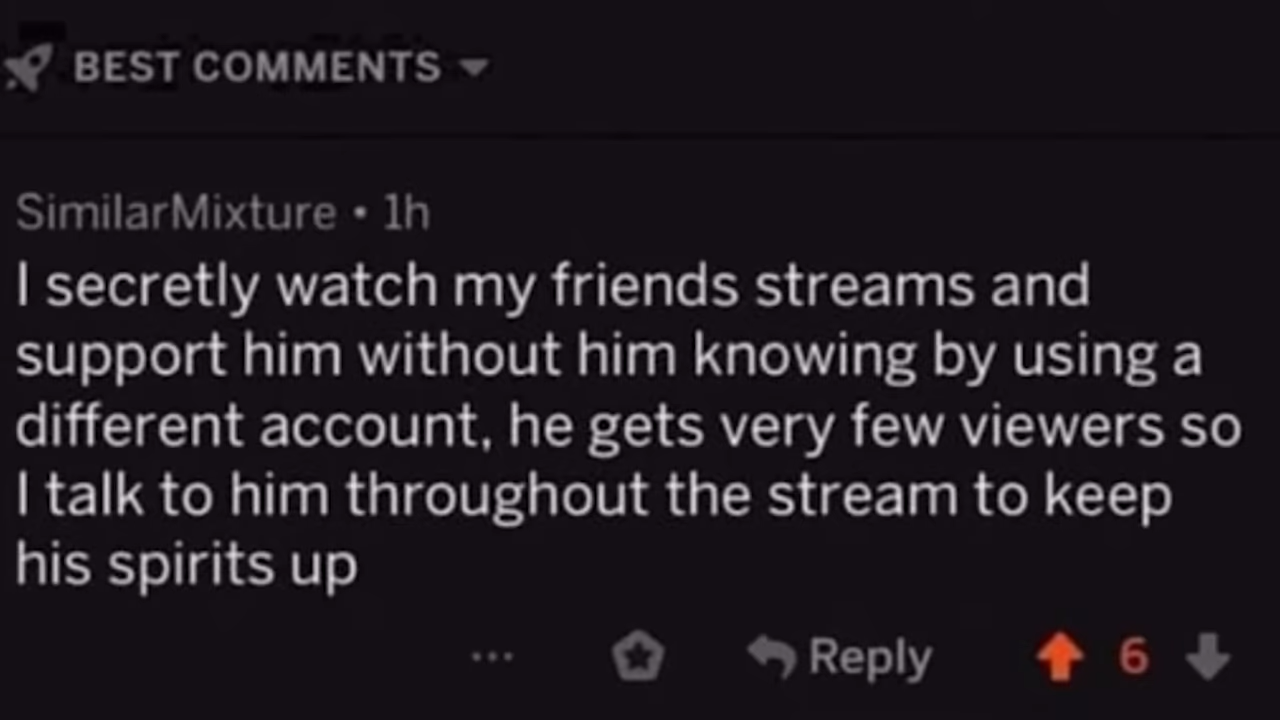 BEST COMMENTS
SimilarMixture • 1h
I secretly watch my friends streams and
support him without him knowing by using a
different account, he gets very few viewers so
I talk to him throughout the stream to keep
his spirits up
... Reply 6